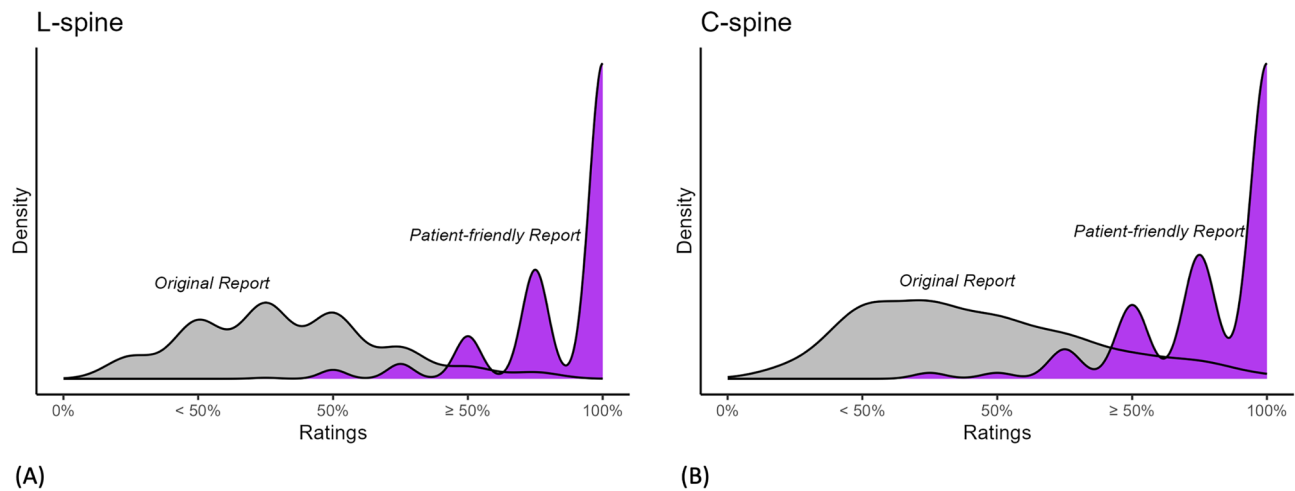 L-spine
Density
Original Report
Patient-friendly Report
0%
< 50%
50%
≥ 50%
100%
Ratings
(A)
C-spine
Density
Original Report
Patient-friendly Report
0%
< 50%
50%
≥ 50%
100%
Ratings
(B)